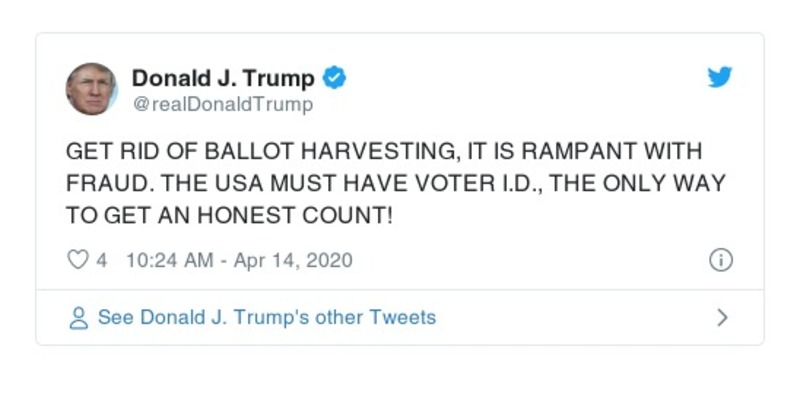 Donald J. Trump
@realDonaldTrump
GET RID OF BALLOT HARVESTING, IT IS RAMPANT WITH
FRAUD. THE USA MUST HAVE VOTER I.D., THE ONLY WAY
TO GET AN HONEST COUNT!
4 10:24 AM - Apr 14, 2020
See Donald J. Trump's other Tweets